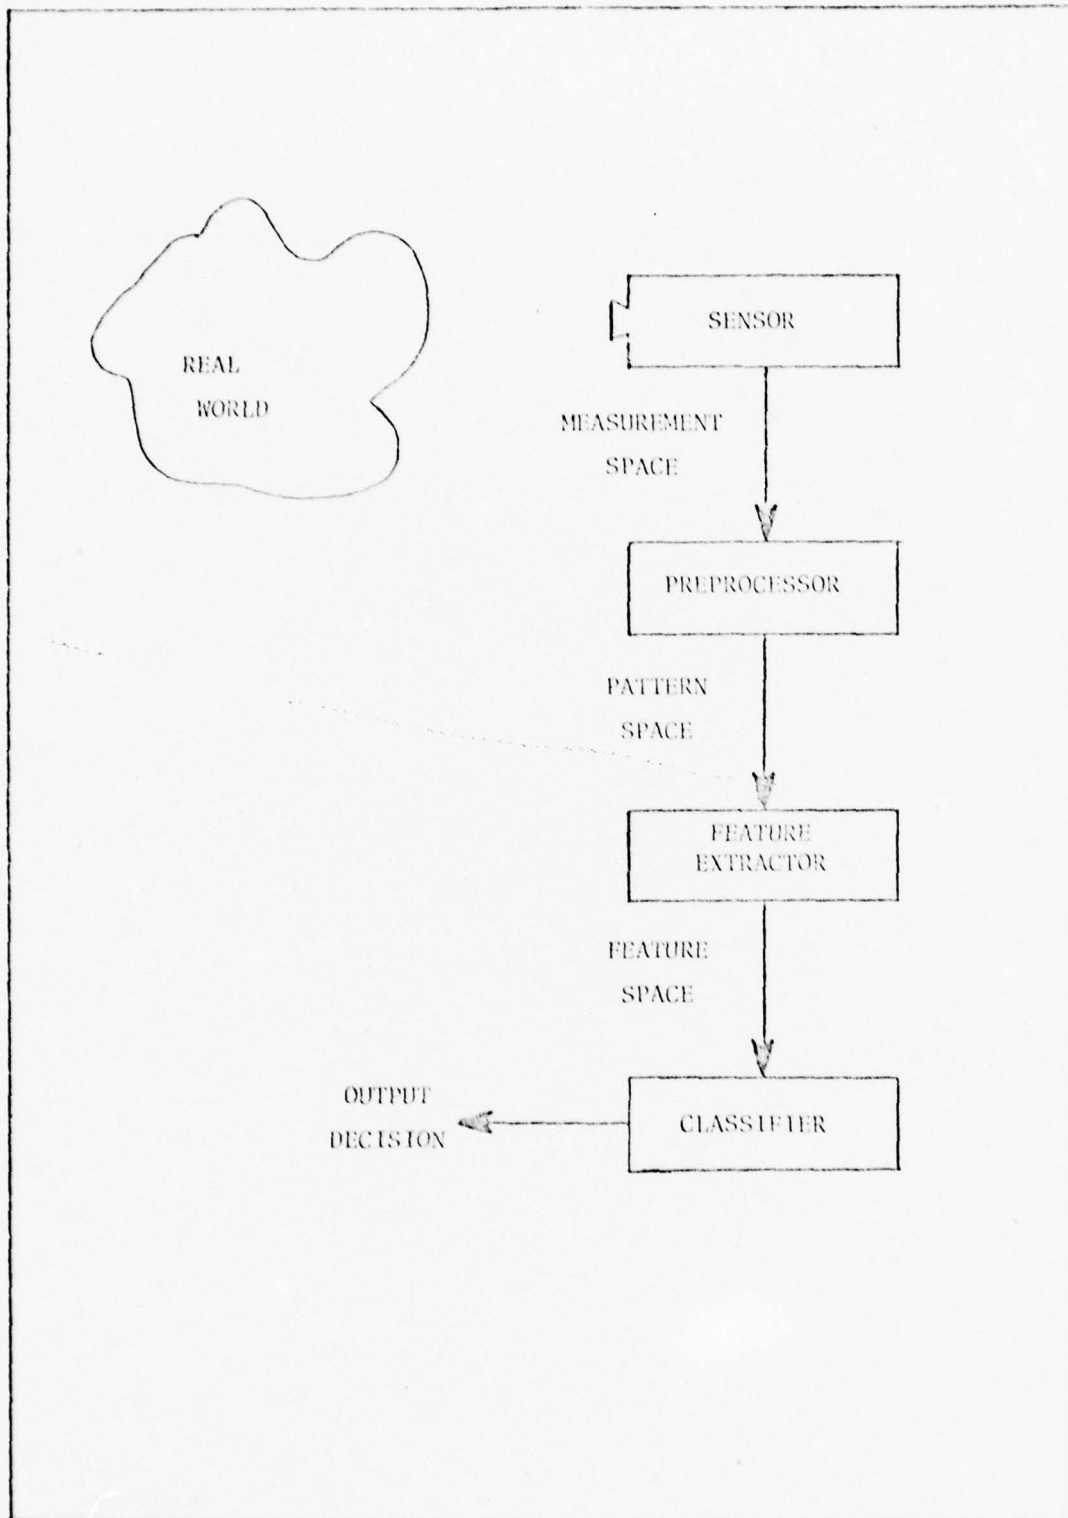 REAL
WORLD
SENSOR
MEASUREMENT
SPACE
PREPROCESSOR
PATTERN
SPACE
FEATURE
EXTRACTOR
FEATURE
SPACE
CLASSIFIER
OUTPUT
DECISION